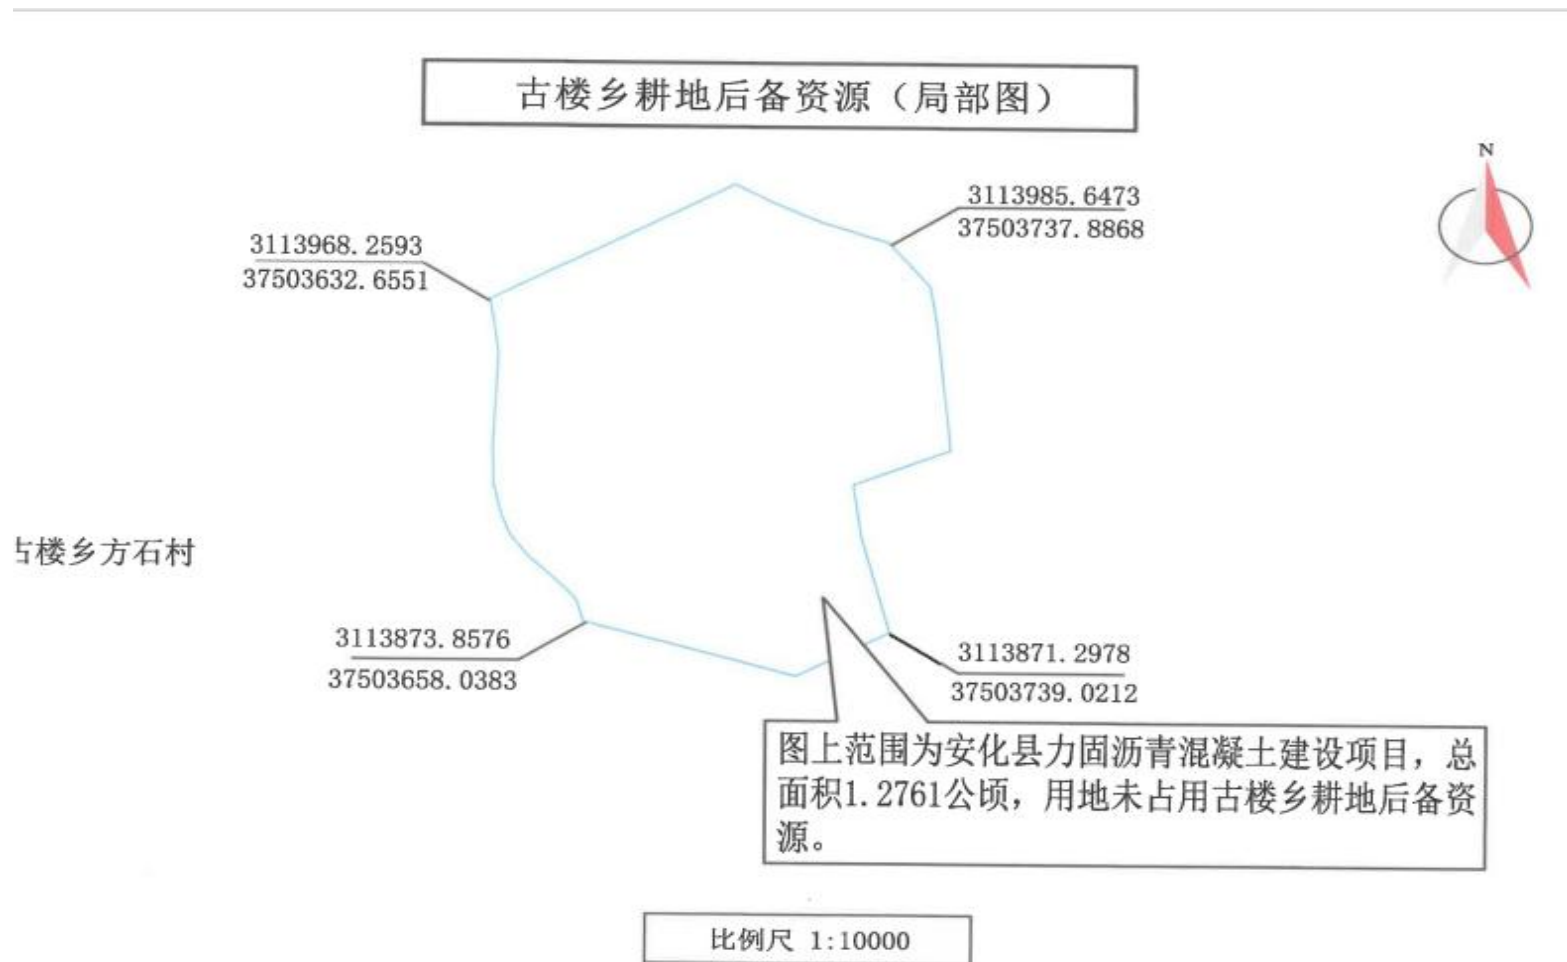 古楼乡耕地后备资源（局部图）
N
3113985.6473
37503737.8868
3113968.2593
37503632.6551
古楼乡方石村
3113873.8576
37503658.0383
3113871.2978
37503739.0212
图上范围为安化县力固沥青混凝土建设项目，总
面积1.2761公顷，用地未占用古楼乡耕地后备资
源。
比例尺 1:10000